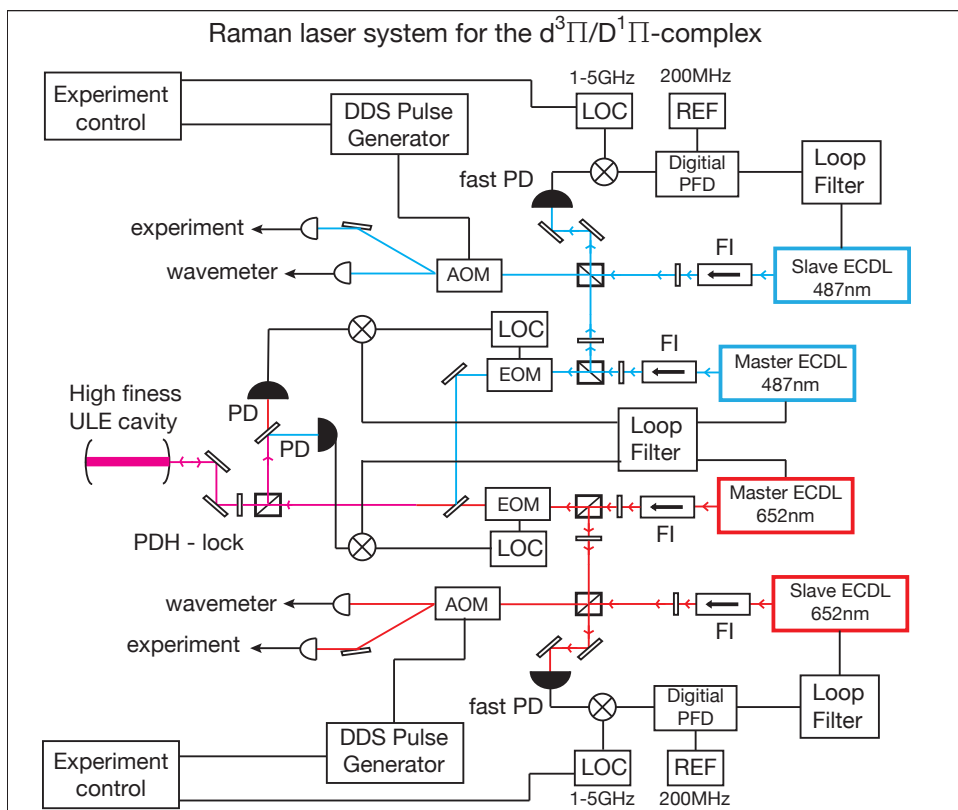 Raman laser system for the d³Π/D¹Π-complex
1-5GHz
200MHz
Experiment
control
DDS Pulse
Generator
LOC
REF
Loop
Filter
Digitial
PFD
fast PD
experiment
wavemeter
AOM
FI
Slave ECDL
487nm
LOC
EOM
FI
Master ECDL
487nm
High finess
ULE cavity
PD
PD
Loop
Filter
EOM
Master ECDL
652nm
PDH - lock
LOC
FI
wavemeter
experiment
AOM
FI
Slave ECDL
652nm
fast PD
Digitial
PFD
Loop
Filter
DDS Pulse
Generator
Experiment
control
LOC
REF
1-5GHz
200MHz